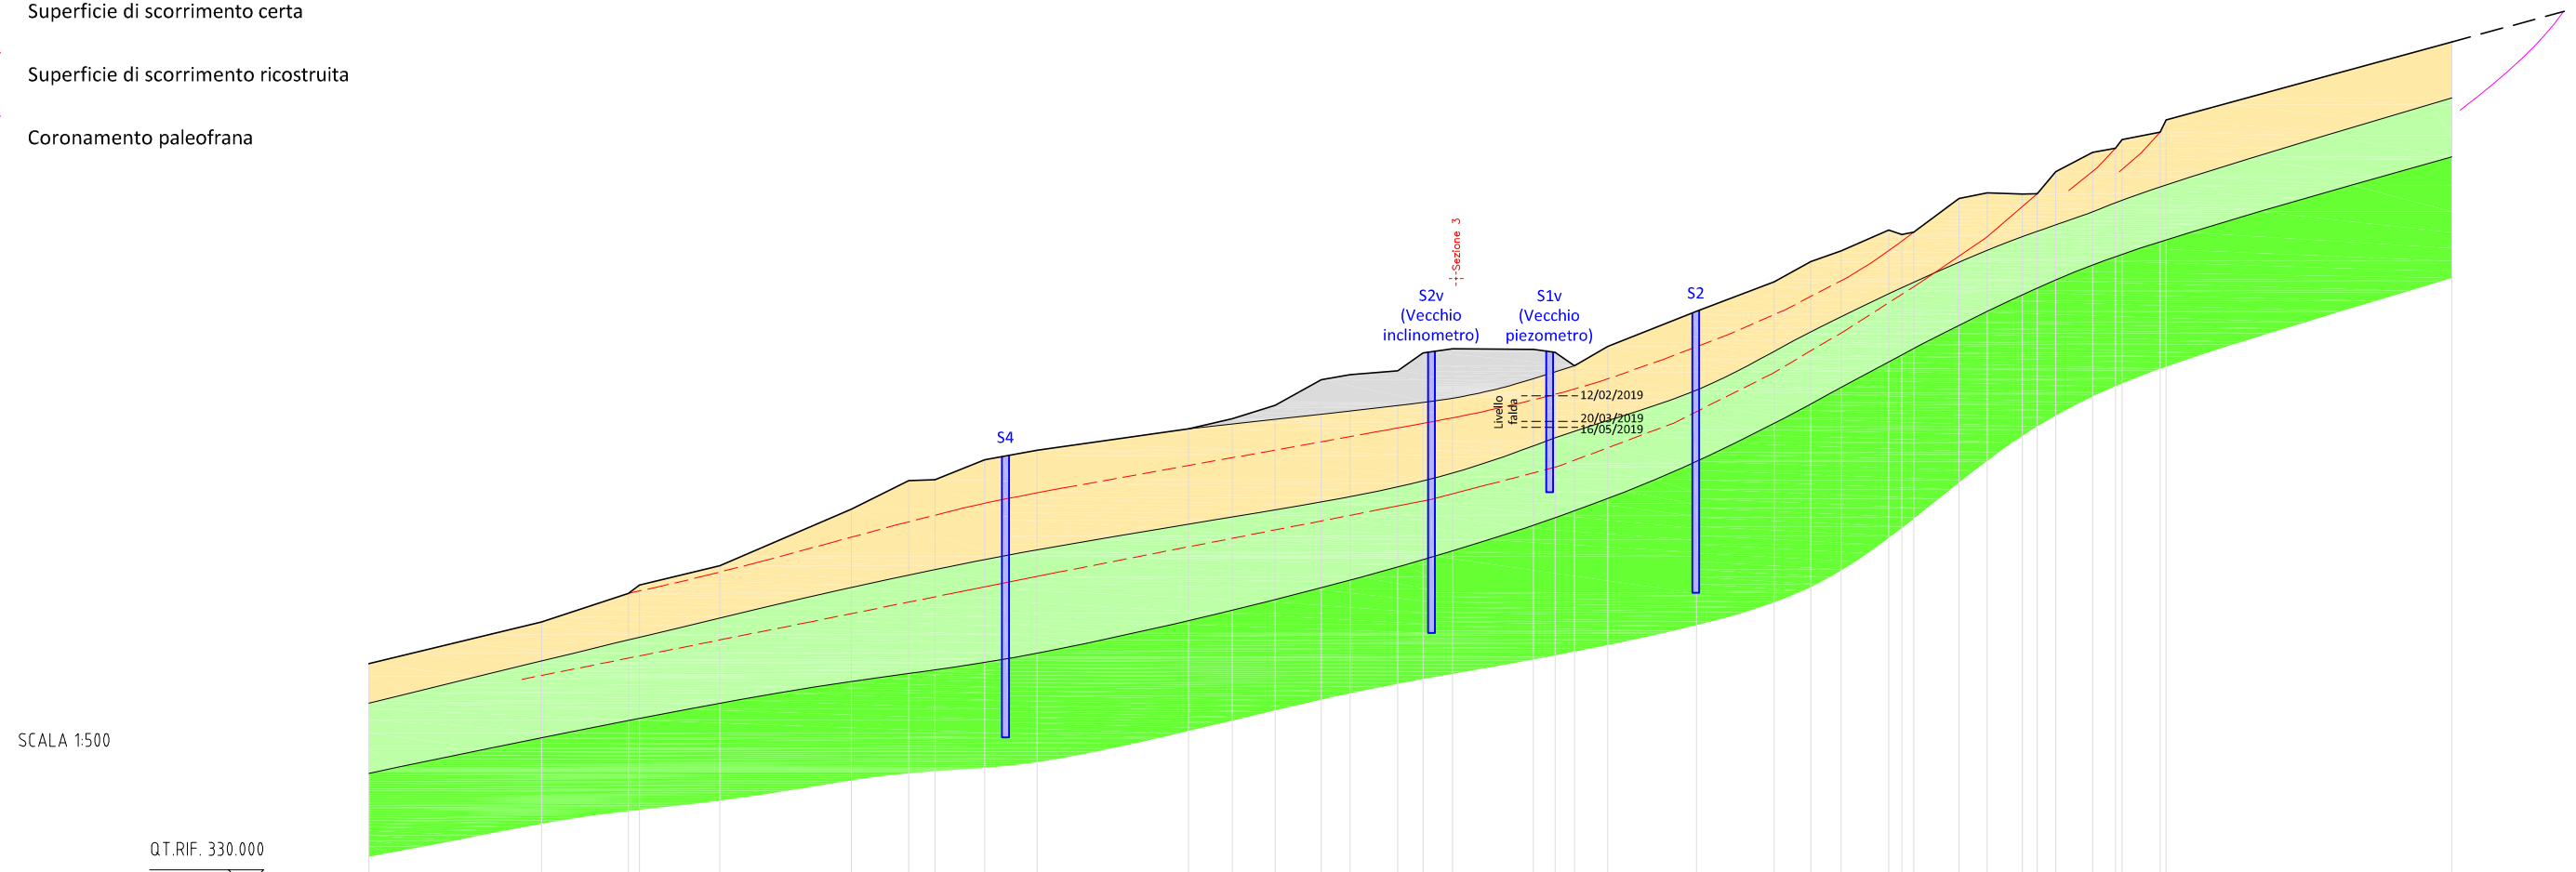 Superficie di scorrimento certa
Superficie di scorrimento ricostruita
Coronamento paleofrana
Sezione 3
S2v
(Vecchio
inclinometro)
S1v
(Vecchio
piezometro)
S2
Livello
falda
12/02/2019
20/03/2019
16/05/2019
S4
SCALA 1:500
QT.RIF. 330.000